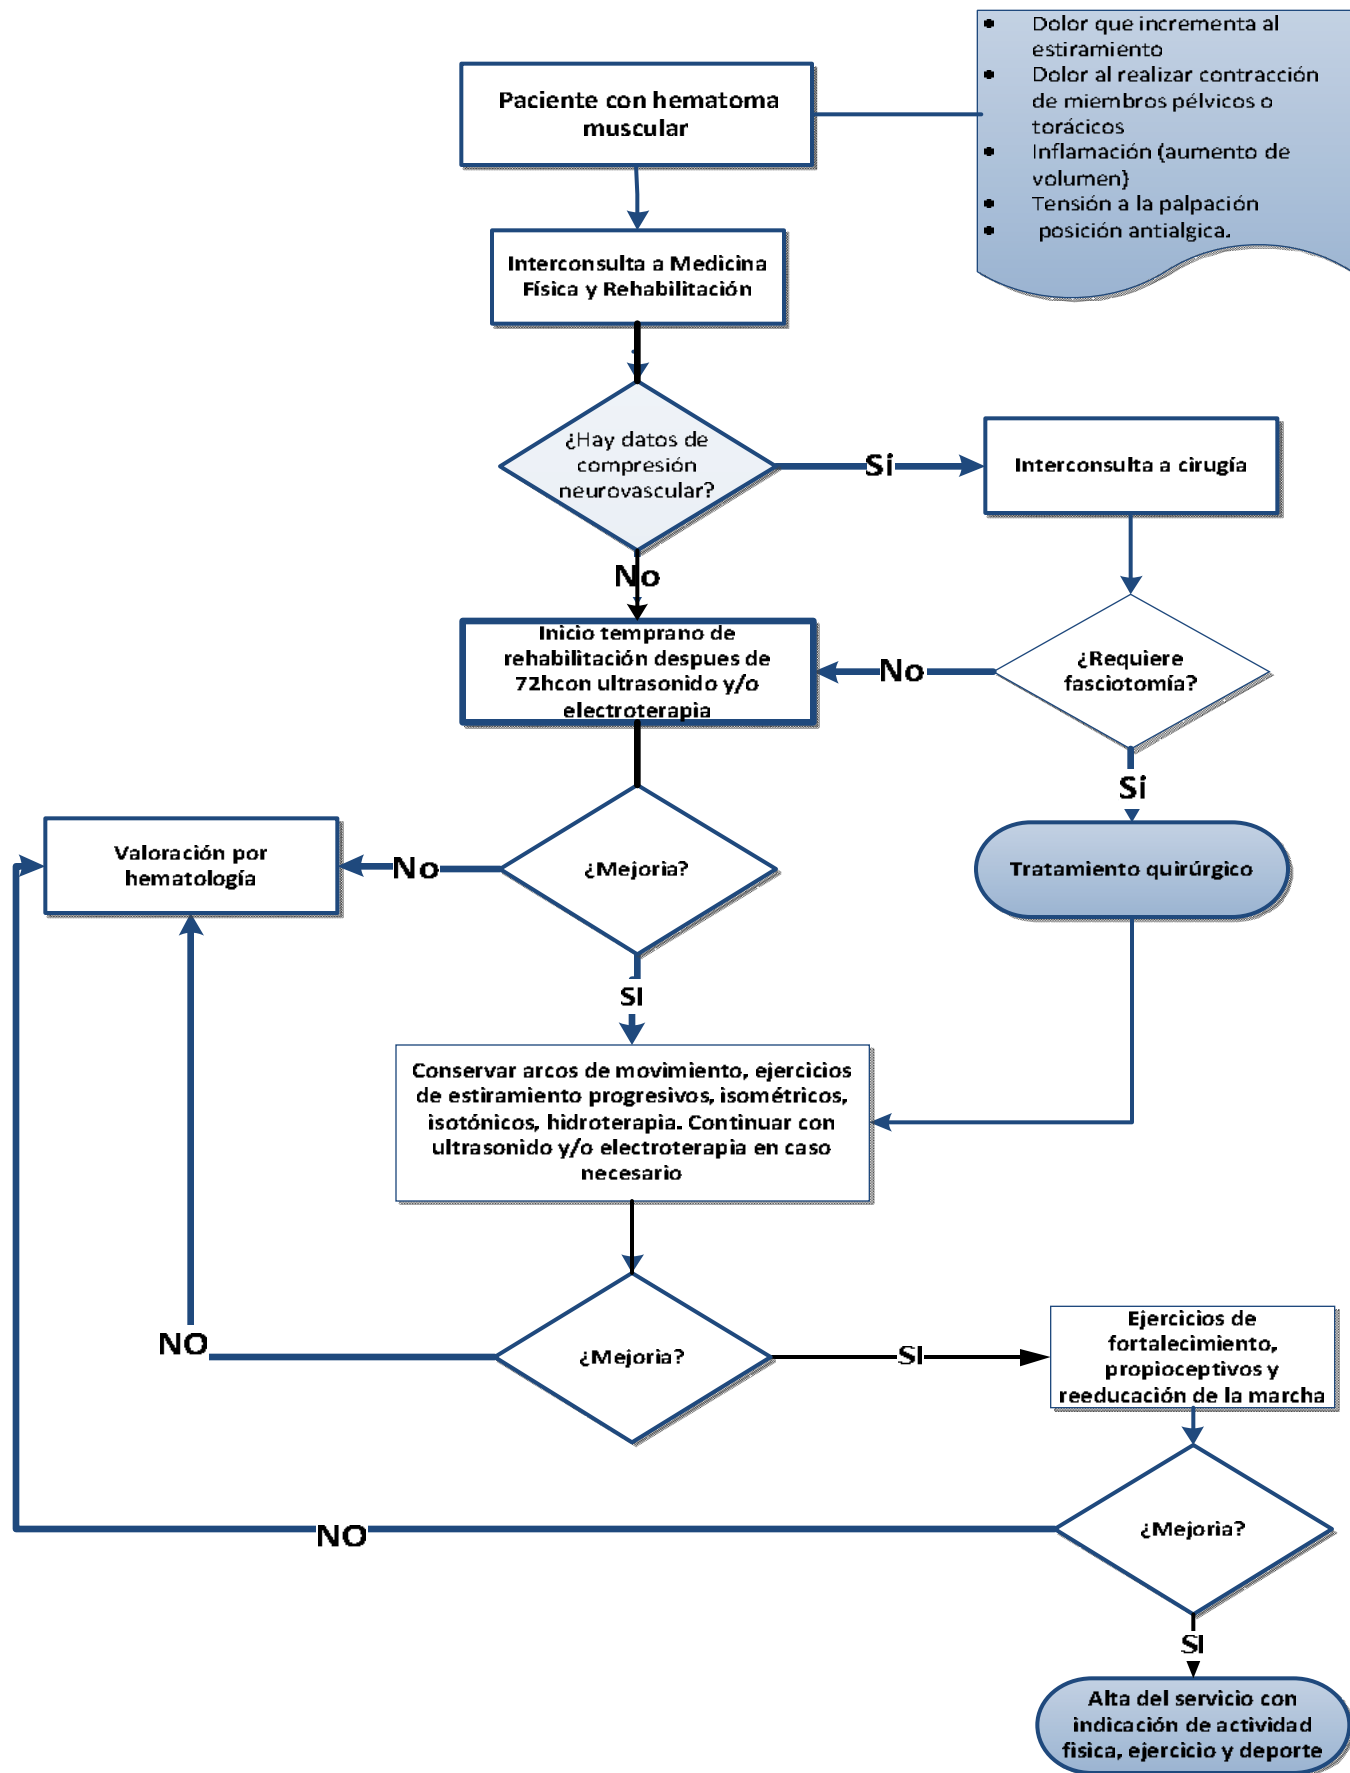 Paciente con hematoma
muscular
• Dolor que incrementa al
estiramiento
• Dolor al realizar contracción
de miembros pélvicos o
torácicos
• Inflamación (aumento de
volumen)
• Tensión a la palpación
• posición antialgica.
Interconsulta a Medicina
Física y Rehabilitación
¿Hay datos de
compresión
neurovascular?
Si
Interconsulta a cirugía
No
Inicio temprano de
rehabilitación despues de
72hcon ultrasonido y/o
electroterapia
No
¿Requiere
fasciotomía?
Si
Tratamiento quirúrgico
¿Mejoria?
No
Valoración por
hematología
SI
Conservar arcos de movimiento, ejercicios
de estiramiento progresivos, isométricos,
isotónicos, hidroterapia. Continuar con
ultrasonido y/o electroterapia en caso
necesario
¿Mejoria?
NO
SI
Ejercicios de
fortalecimiento,
propioceptivos y
reeducación de la marcha
¿Mejoria?
NO
SI
Alta del servicio con
indicación de actividad
fisica, ejercicio y deporte